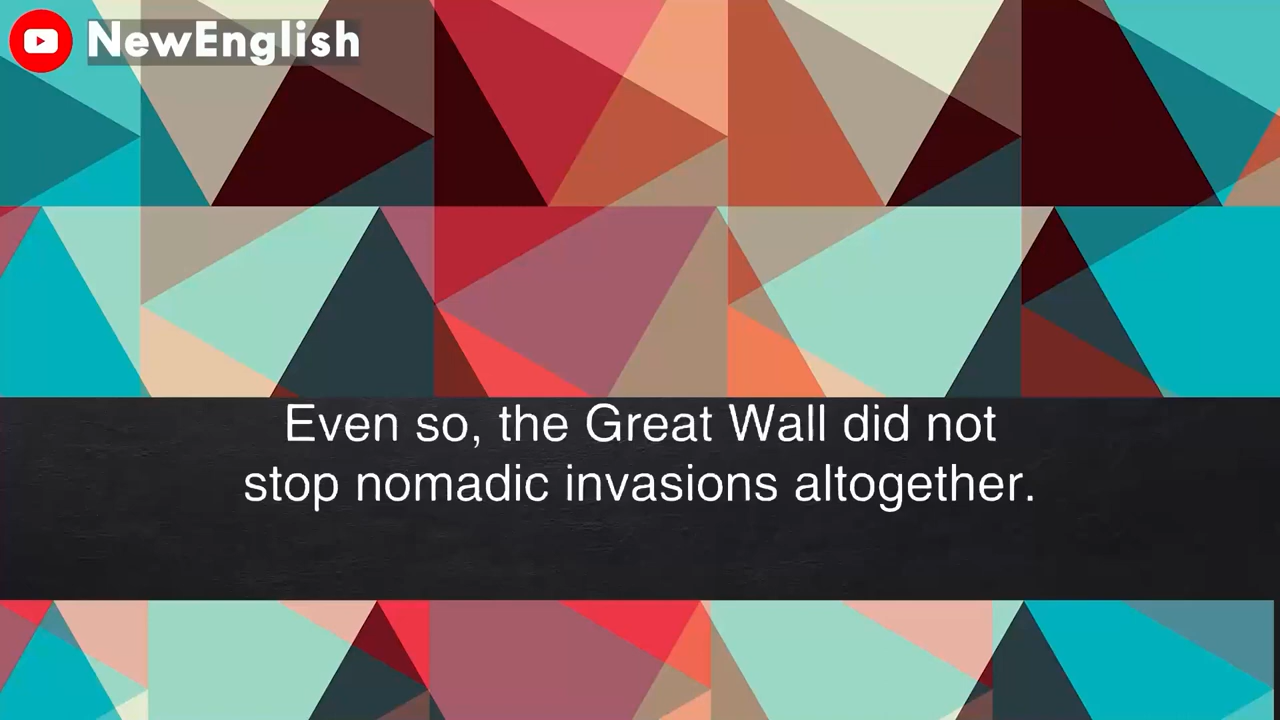 NewEnglish
Even so, the Great Wall did not
stop nomadic invasions altogether.